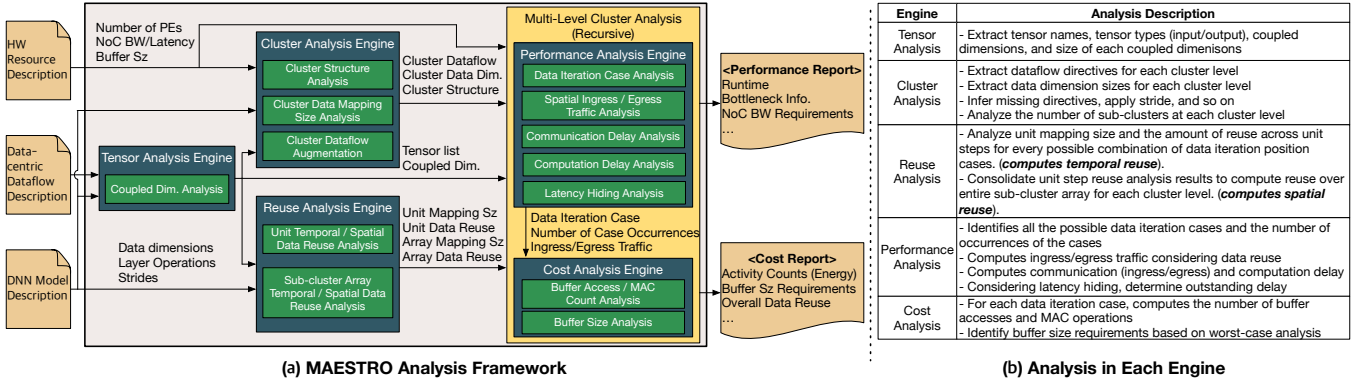 HW
Resource
Description
Data-
centric
Dataflow
Description
DNN Model
Description
Number of PEs
NoC BW/Latency
Buffer Sz
Tensor Analysis Engine
Coupled Dim. Analysis
Data dimensions
Layer Operations
Strides
Cluster Analysis Engine
Cluster Structure
Analysis
Cluster Data Mapping
Size Analysis
Cluster Dataflow
Augmentation
Cluster Dataflow
Cluster Data Dim.
Cluster Structure
Tensor list
Coupled Dim.
Reuse Analysis Engine
Unit Temporal / Spatial
Data Reuse Analysis
Sub-cluster Array
Temporal / Spatial Data
Reuse Analysis
Unit Mapping Sz
Unit Data Reuse
Array Mapping Sz
Array Data Reuse
Multi-Level Cluster Analysis
(Recursive)
Performance Analysis Engine
Data Iteration Case Analysis
Spatial Ingress / Egress
Traffic Analysis
Communication Delay Analysis
Computation Delay Analysis
Latency Hiding Analysis
Data Iteration Case
Number of Case Occurrences
Ingress/Egress Traffic
Cost Analysis Engine
Buffer Access / MAC
Count Analysis
Buffer Size Analysis
<Performance Report>
Runtime
Bottleneck Info.
NoC BW Requirements
...
<Cost Report>
Activity Counts (Energy)
Buffer Sz Requirements
Overall Data Reuse
...
(a) MAESTRO Analysis Framework
Engine
Analysis Description
Tensor
Analysis
- Extract tensor names, tensor types (input/output), coupled
dimensions, and size of each coupled dimenisons
Cluster
Analysis
- Extract dataflow directives for each cluster level
- Extract data dimension sizes for each cluster level
- Infer missing directives, apply stride, and so on
- Analyze the number of sub-clusters at each cluster level
Reuse
Analysis
- Analyze unit mapping size and the amount of reuse across unit
steps for every possible combination of data iteration position
cases. (computes temporal reuse).
- Consolidate unit step reuse analysis results to compute reuse over
entire sub-cluster array for each cluster level. (computes spatial
reuse).
Performance
Analysis
- Identifies all the possible data iteration cases and the number of
occurrences of the cases
- Computes ingress/egress traffic considering data reuse
- Computes communication (ingress/egress) and computation delay
- Considering latency hiding, determine outstanding delay
Cost
Analysis
- For each data iteration case, computes the number of buffer
accesses and MAC operations
- Identify buffer size requirements based on worst-case analysis
(b) Analysis in Each Engine